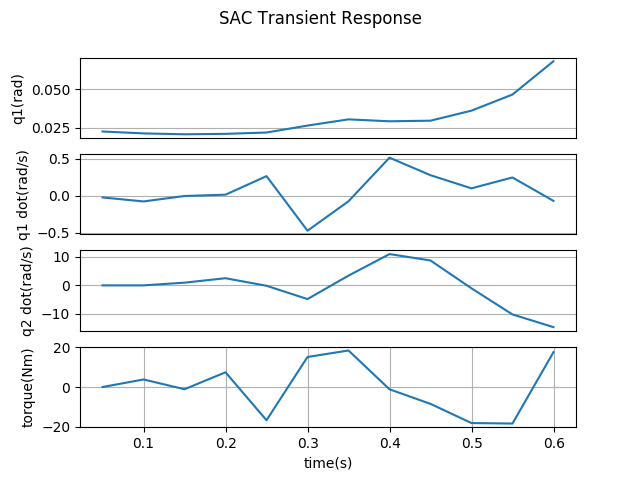 SAC Transient Response
q1(rad)
0.050
0.025
q1 dot(rad/s)
0.5
0.0
−0.5
q2 dot(rad/s)
10
0
−10
torque(Nm)
20
0
−20
0.1 0.2 0.3 0.4 0.5 0.6
time(s)